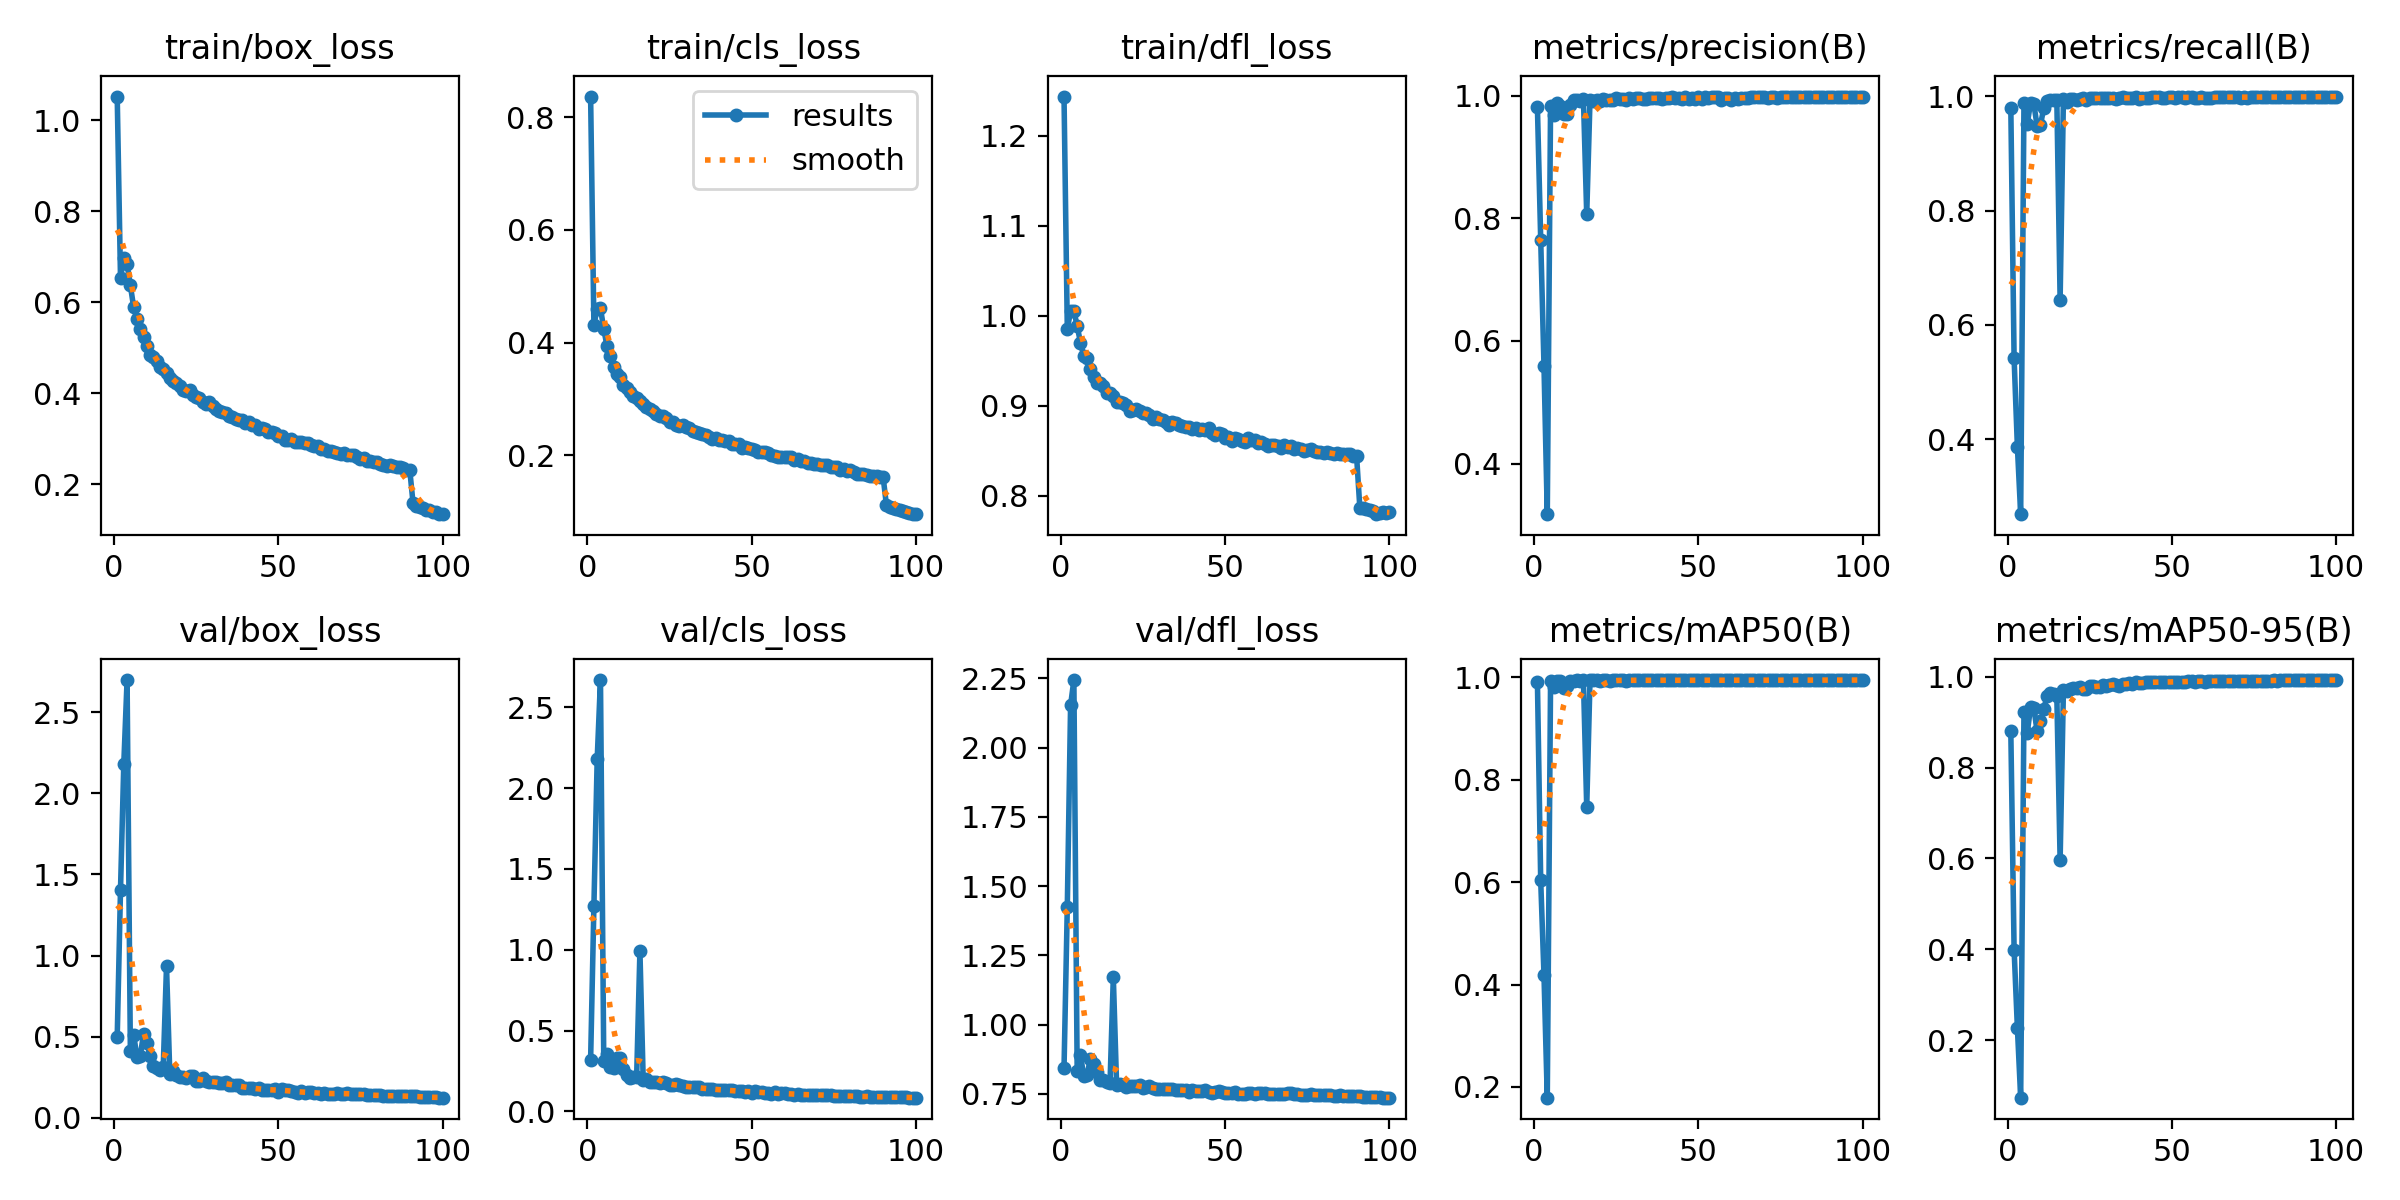 train/box_loss
1.0
0.8
0.6
0.4
0.2
0 50 100
train/cls_loss
results
smooth
0.8
0.6
0.4
0.2
0 50 100
train/dfl_loss
1.2
1.1
1.0
0.9
0.8
0 50 100
metrics/precision(B)
1.0
0.8
0.6
0.4
0 50 100
metrics/recall(B)
1.0
0.8
0.6
0.4
0 50 100
val/box_loss
2.5
2.0
1.5
1.0
0.5
0.0
0 50 100
val/cls_loss
2.5
2.0
1.5
1.0
0.5
0.0
0 50 100
val/dfl_loss
2.25
2.00
1.75
1.50
1.25
1.00
0.75
0 50 100
metrics/mAP50(B)
1.0
0.8
0.6
0.4
0.2
0 50 100
metrics/mAP50-95(B)
1.0
0.8
0.6
0.4
0.2
0 50 100